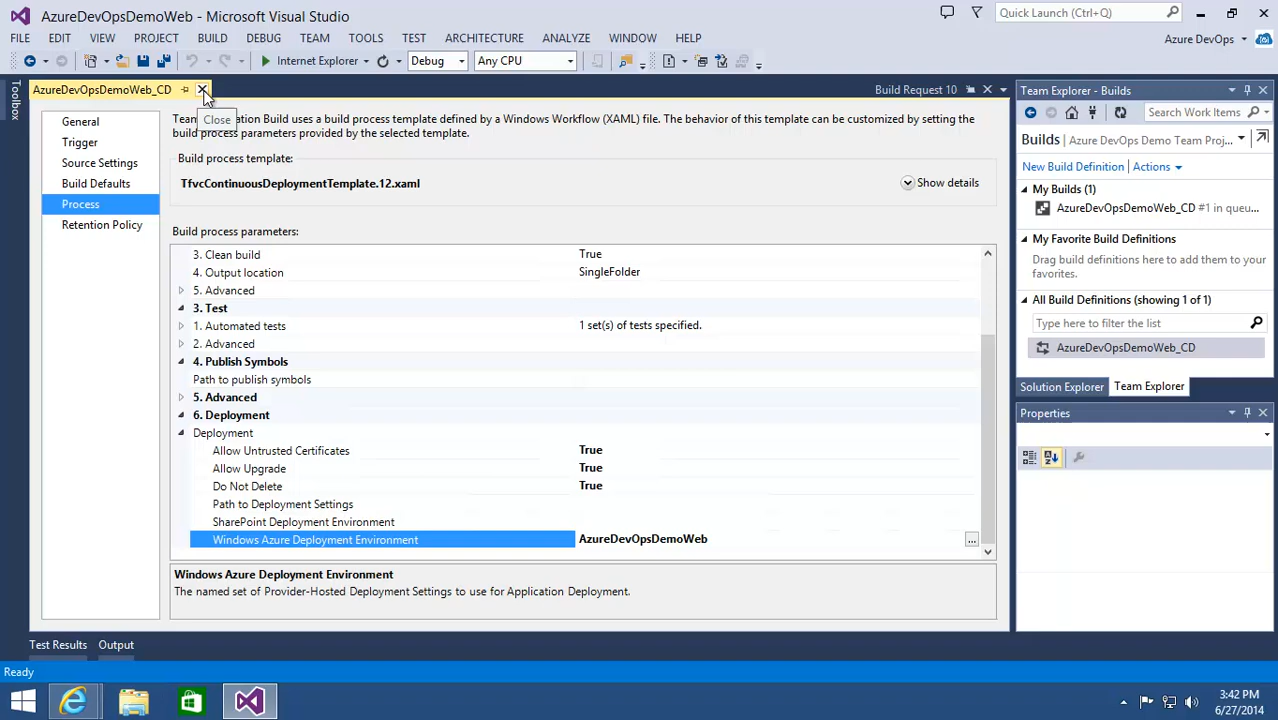 AzureDevOpsDemoWeb - Microsoft Visual Studio
Quick Launch (Ctrl+Q)
FILE EDIT VIEW PROJECT BUILD DEBUG TEAM TOOLS TEST ARCHITECTURE ANALYZE WINDOW HELP
Azure DevOps
Internet Explorer
Debug
Any CPU
Toolbox
AzureDevOpsDemoWeb_CD
Build Request 10
Close
General
Trigger
Source Settings
Build Defaults
Process
Retention Policy
Team ation Build uses a build process template defined by a Windows Workflow (XAML) file. The behavior of this template can be customized by setting the
build process parameters provided by the selected template.
Build process template:
TfvcContinuousDeploymentTemplate.12.xaml
Show details
Build process parameters:
3. Clean build True
4. Output location SingleFolder
5. Advanced
3. Test
1. Automated tests 1 set(s) of tests specified.
2. Advanced
4. Publish Symbols
Path to publish symbols
5. Advanced
6. Deployment
Deployment
Allow Untrusted Certificates True
Allow Upgrade True
Do Not Delete True
Path to Deployment Settings
SharePoint Deployment Environment
Windows Azure Deployment Environment AzureDevOpsDemoWeb ...
Windows Azure Deployment Environment
The named set of Provider-Hosted Deployment Settings to use for Application Deployment.
Team Explorer - Builds
Search Work Items
Builds | Azure DevOps Demo Team Proj...
New Build Definition | Actions
My Builds (1)
AzureDevOpsDemoWeb_CD #1 in queu...
My Favorite Build Definitions
Drag build definitions here to add them to your
favorites.
All Build Definitions (showing 1 of 1)
Type here to filter the list
AzureDevOpsDemoWeb_CD
Solution Explorer Team Explorer
Properties
Test Results Output
Ready
3:42 PM
6/27/2014